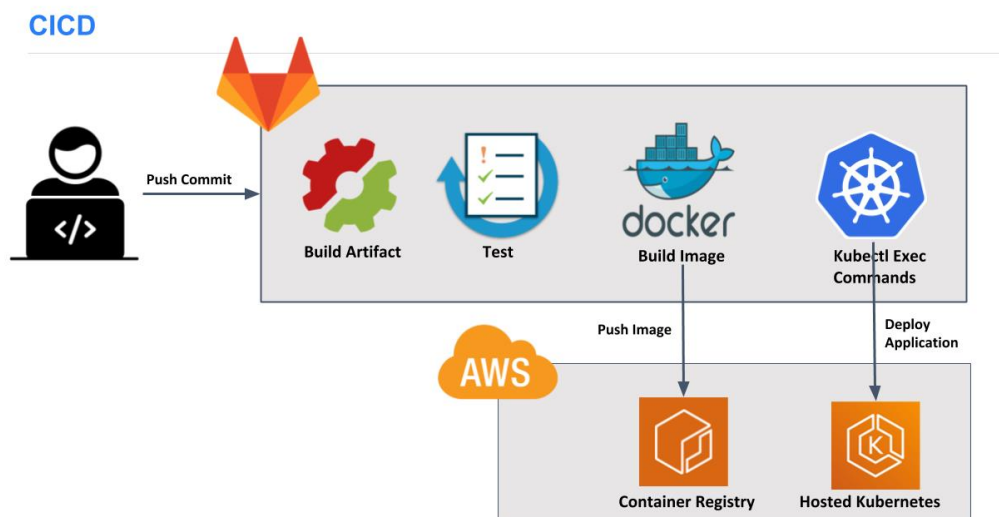 CICD
Push Commit
</>
Build Artifact
Test
docker
Build Image
Kubectl Exec
Commands
Push Image
Deploy
Application
AWS
K
Container Registry
Hosted Kubernetes